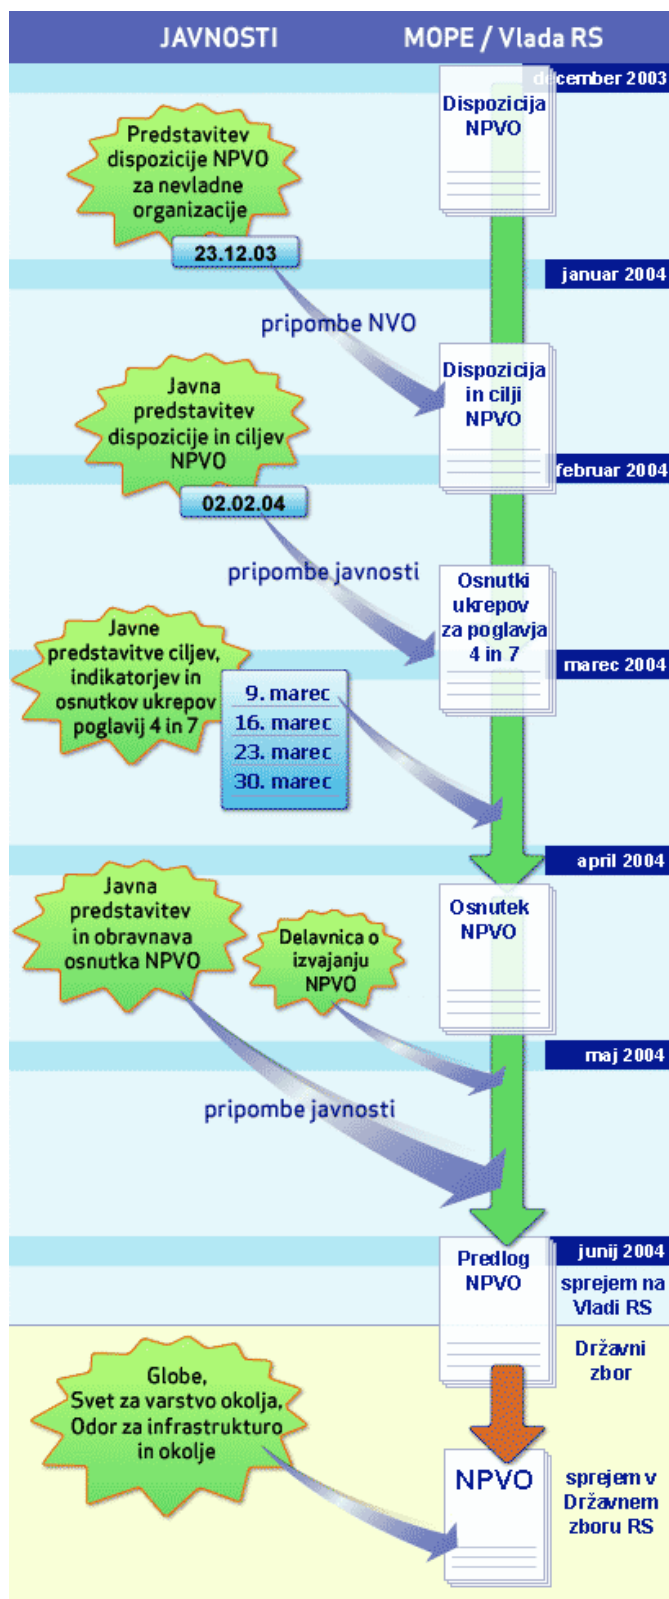 JAVNOSTI
MOPE / Vlada RS
december 2003
Dispozicija
NPVO
Predstavitev
dispozicije NPVO
za nevladne
organizacije
23.12.03
januar 2004
pripombe NVO
Dispozicija
in cilji
NPVO
Javna
predstavitev
dispozicije in ciljev
NPVO
februar 2004
02.02.04
pripombe javnosti
Osnutki
ukrepov
za poglavja
4 in 7
Javne
predstavitve ciljev,
indikatorjev in
osnutkov ukrepov
poglavij 4 in 7
marec 2004
9. marec
16. marec
23. marec
30. marec
april 2004
Javna
predstavitev
in obravnava
osnutka NPVO
Osnutek
NPVO
Delavnica o
izvajanju
NPVO
maj 2004
pripombe javnosti
junij 2004
Predlog
NPVO
sprejem na
Vladi RS
Državni
zbor
Globe,
Svet za varstvo okolja,
Odor za infrastrukturo
in okolje
NPVO
sprejem v
Državnem
zboru RS